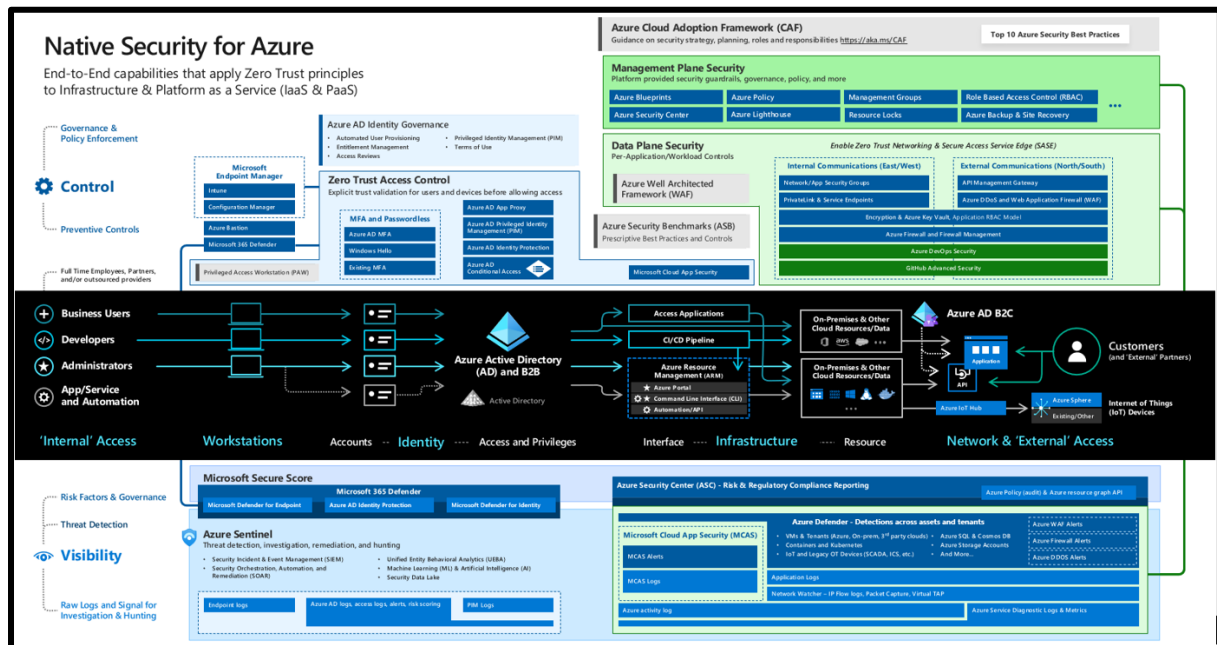 Native Security for Azure
End-to-End capabilities that apply Zero Trust principles
to Infrastructure & Platform as a Service (IaaS & PaaS)
Azure Cloud Adoption Framework (CAF)
Guidance on security strategy, planning, roles and responsibilities https://aka.ms/CAF
Top 10 Azure Security Best Practices
Management Plane Security
Platform provided security guardrails, governance, policy, and more
Azure Blueprints
Azure Policy
Management Groups
Role Based Access Control (RBAC)
Azure Security Center
Azure Lighthouse
Resource Locks
Azure Backup & Site Recovery
...
Governance &
Policy Enforcement
Control
Preventive Controls
Full Time Employees, Partners,
and/or outsourced providers
Azure AD Identity Governance
• Automated User Provisioning
• Entitlement Management
• Access Reviews
• Privileged Identity Management (PIM)
• Terms of Use
Microsoft
Endpoint Manager
Intune
Configuration Manager
Azure Bastion
Microsoft 365 Defender
Privileged Access Workstation (PAW)
Zero Trust Access Control
Explicit trust validation for users and devices before allowing access
MFA and Passwordless
Azure AD MFA
Windows Hello
Existing MFA
Azure AD App Proxy
Azure AD Privileged Identity
Management (PIM)
Azure AD Identity Protection
Azure AD
Conditional Access
Data Plane Security
Per-Application/Workload Controls
Enable Zero Trust Networking & Secure Access Service Edge (SASE)
Azure Well Architected
Framework (WAF)
Azure Security Benchmarks (ASB)
Prescriptive Best Practices and Controls
Microsoft Cloud App Security
Internal Communications (East/West)
Network/App Security Groups
PrivateLink & Service Endpoints
External Communications (North/South)
API Management Gateway
Azure DDoS and Web Application Firewall (WAF)
Encryption & Azure Key Vault, Application RBAC Model
Azure Firewall and Firewall Management
Azure DevOps Security
GitHub Advanced Security
Business Users
Developers
Administrators
App/Service
and Automation
Azure Active Directory
(AD) and B2B
Active Directory
Access Applications
CI/CD Pipeline
Azure Resource
Management (ARM)
Azure Portal
Command Line Interface (CLI)
Automation/API
On-Premises & Other
Cloud Resources/Data
aws
...
On-Premises & Other
Cloud Resources/Data
...
Azure AD B2C
Application
API
Customers
(and 'External' Partners)
Azure IoT Hub
Azure Sphere
Existing/Other
Internet of Things
(IoT) Devices
'Internal' Access
Workstations
Accounts
Identity
Access and Privileges
Interface
Infrastructure
Resource
Network & 'External' Access
Risk Factors & Governance
Threat Detection
Visibility
Raw Logs and Signal for
Investigation & Hunting
Microsoft Secure Score
Microsoft 365 Defender
Microsoft Defender for Endpoint
Azure AD Identity Protection
Microsoft Defender for Identity
Azure Sentinel
Threat detection, investigation, remediation, and hunting
• Security Incident & Event Management (SIEM)
• Security Orchestration, Automation, and
Remediation (SOAR)
• Unified Entity Behavioral Analytics (UEBA)
• Machine Learning (ML) & Artificial Intelligence (AI)
• Security Data Lake
Endpoint logs
Azure AD logs, access logs, alerts, risk scoring
PIM Logs
Azure Security Center (ASC) - Risk & Regulatory Compliance Reporting
Azure Policy (audit) & Azure resource graph API
Microsoft Cloud App Security (MCAS)
MCAS Alerts
MCAS Logs
Azure Defender - Detections across assets and tenants
• VMs & Tenants (Azure, On-prem, 3rd party clouds)
• Containers and Kubernetes
• IoT and Legacy OT Devices (SCADA, ICS, etc.)
• Azure SQL & Cosmos DB
• Azure Storage Accounts
• And More...
Azure WAF Alerts
Azure Firewall Alerts
Azure DDOS Alerts
Application Logs
Network Watcher – IP Flow logs, Packet Capture, Virtual TAP
Azure activity log
Azure Service Diagnostic Logs & Metrics